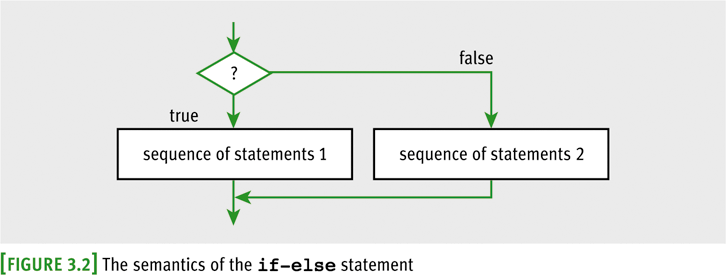 ?
false
true
sequence of statements 1
sequence of statements 2
[FIGURE 3.2] The semantics of the if-else statement